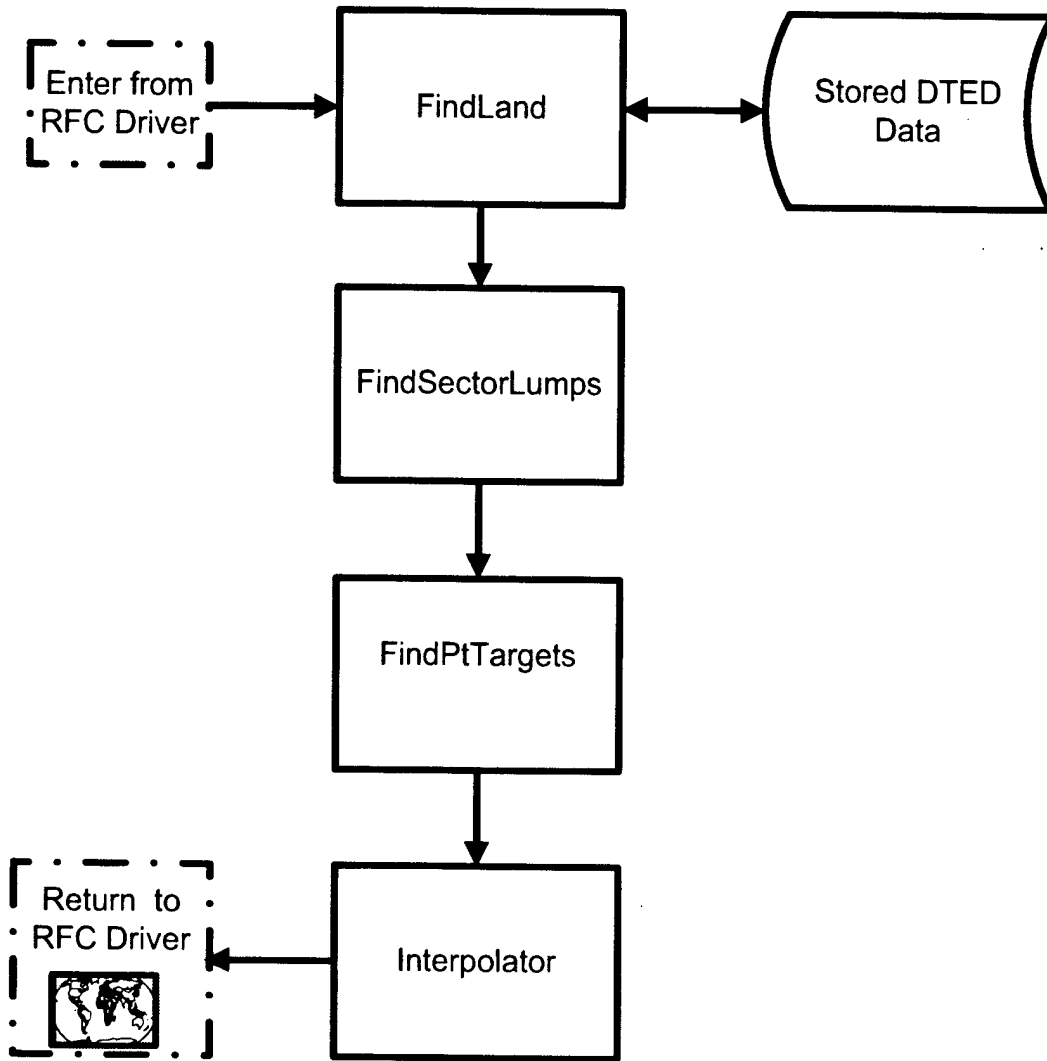 Enter from
RFC Driver
FindLand
Stored DTED
Data
FindSectorLumps
FindPtTargets
Return to
RFC Driver
Interpolator